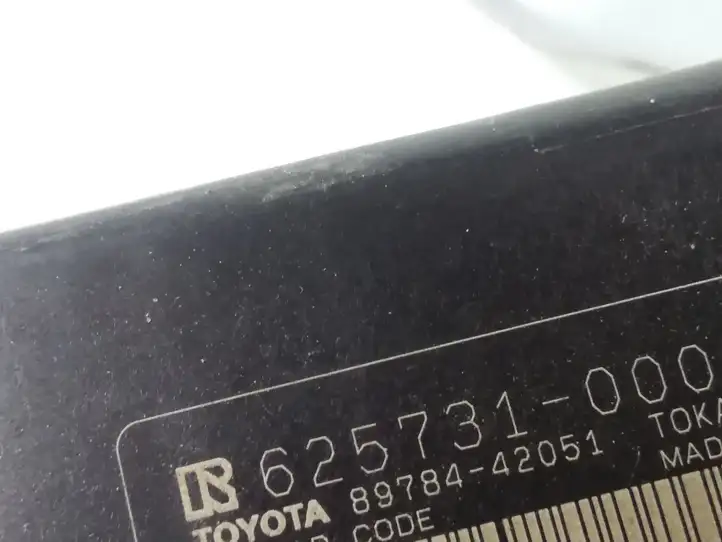 R 625731-000
TOYOTA 89784-42051 TOKA
CODE MAD